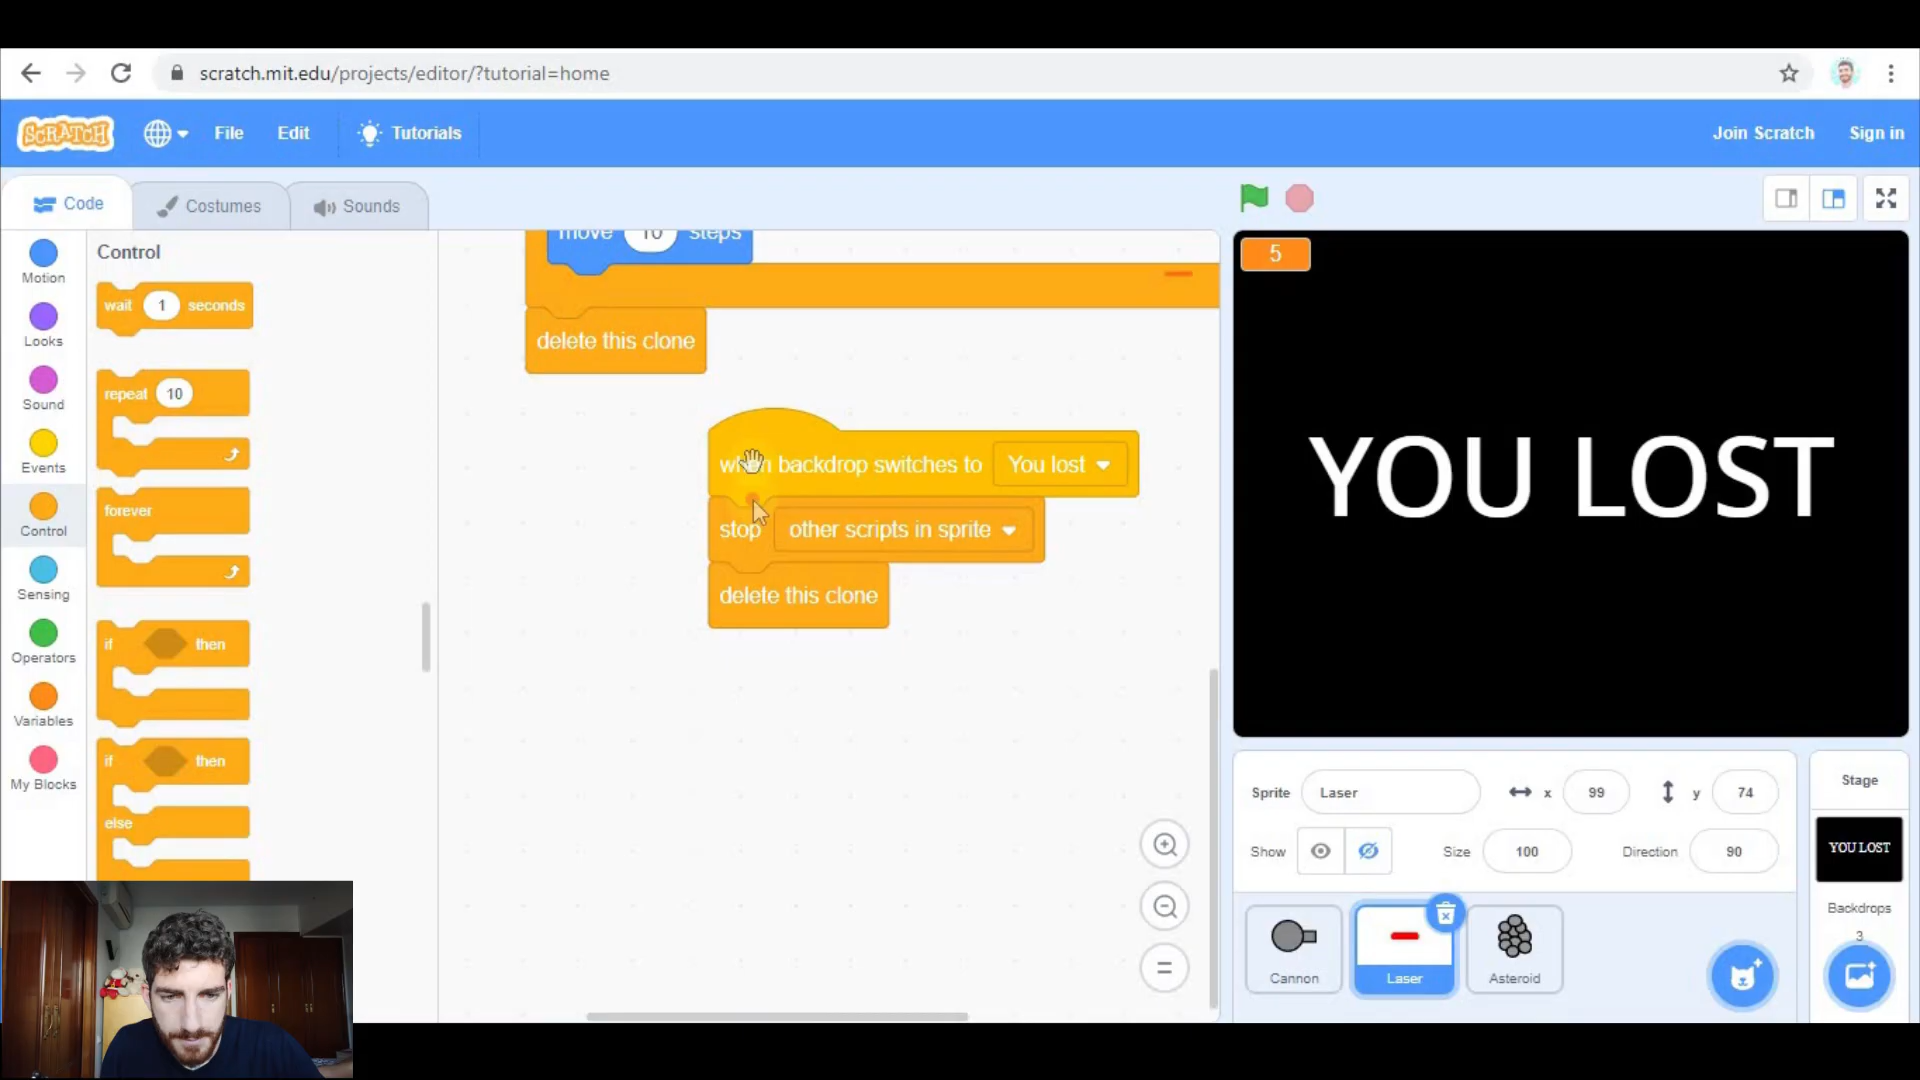 scratch.mit.edu/projects/editor/?tutorial=home
SCRATCH
File
Edit
Tutorials
Join Scratch
Sign in
Code
Costumes
Sounds
Motion
Looks
Sound
Events
Control
Sensing
Operators
Variables
My Blocks
Control
wait 1 seconds
repeat 10
forever
if then
if then
else
move 10 steps
delete this clone
when backdrop switches to You lost
stop other scripts in sprite
delete this clone
5
YOU LOST
Sprite Laser x 99 y 74
Show Size 100 Direction 90
Cannon
Laser
Asteroid
Stage
YOU LOST
Backdrops
3